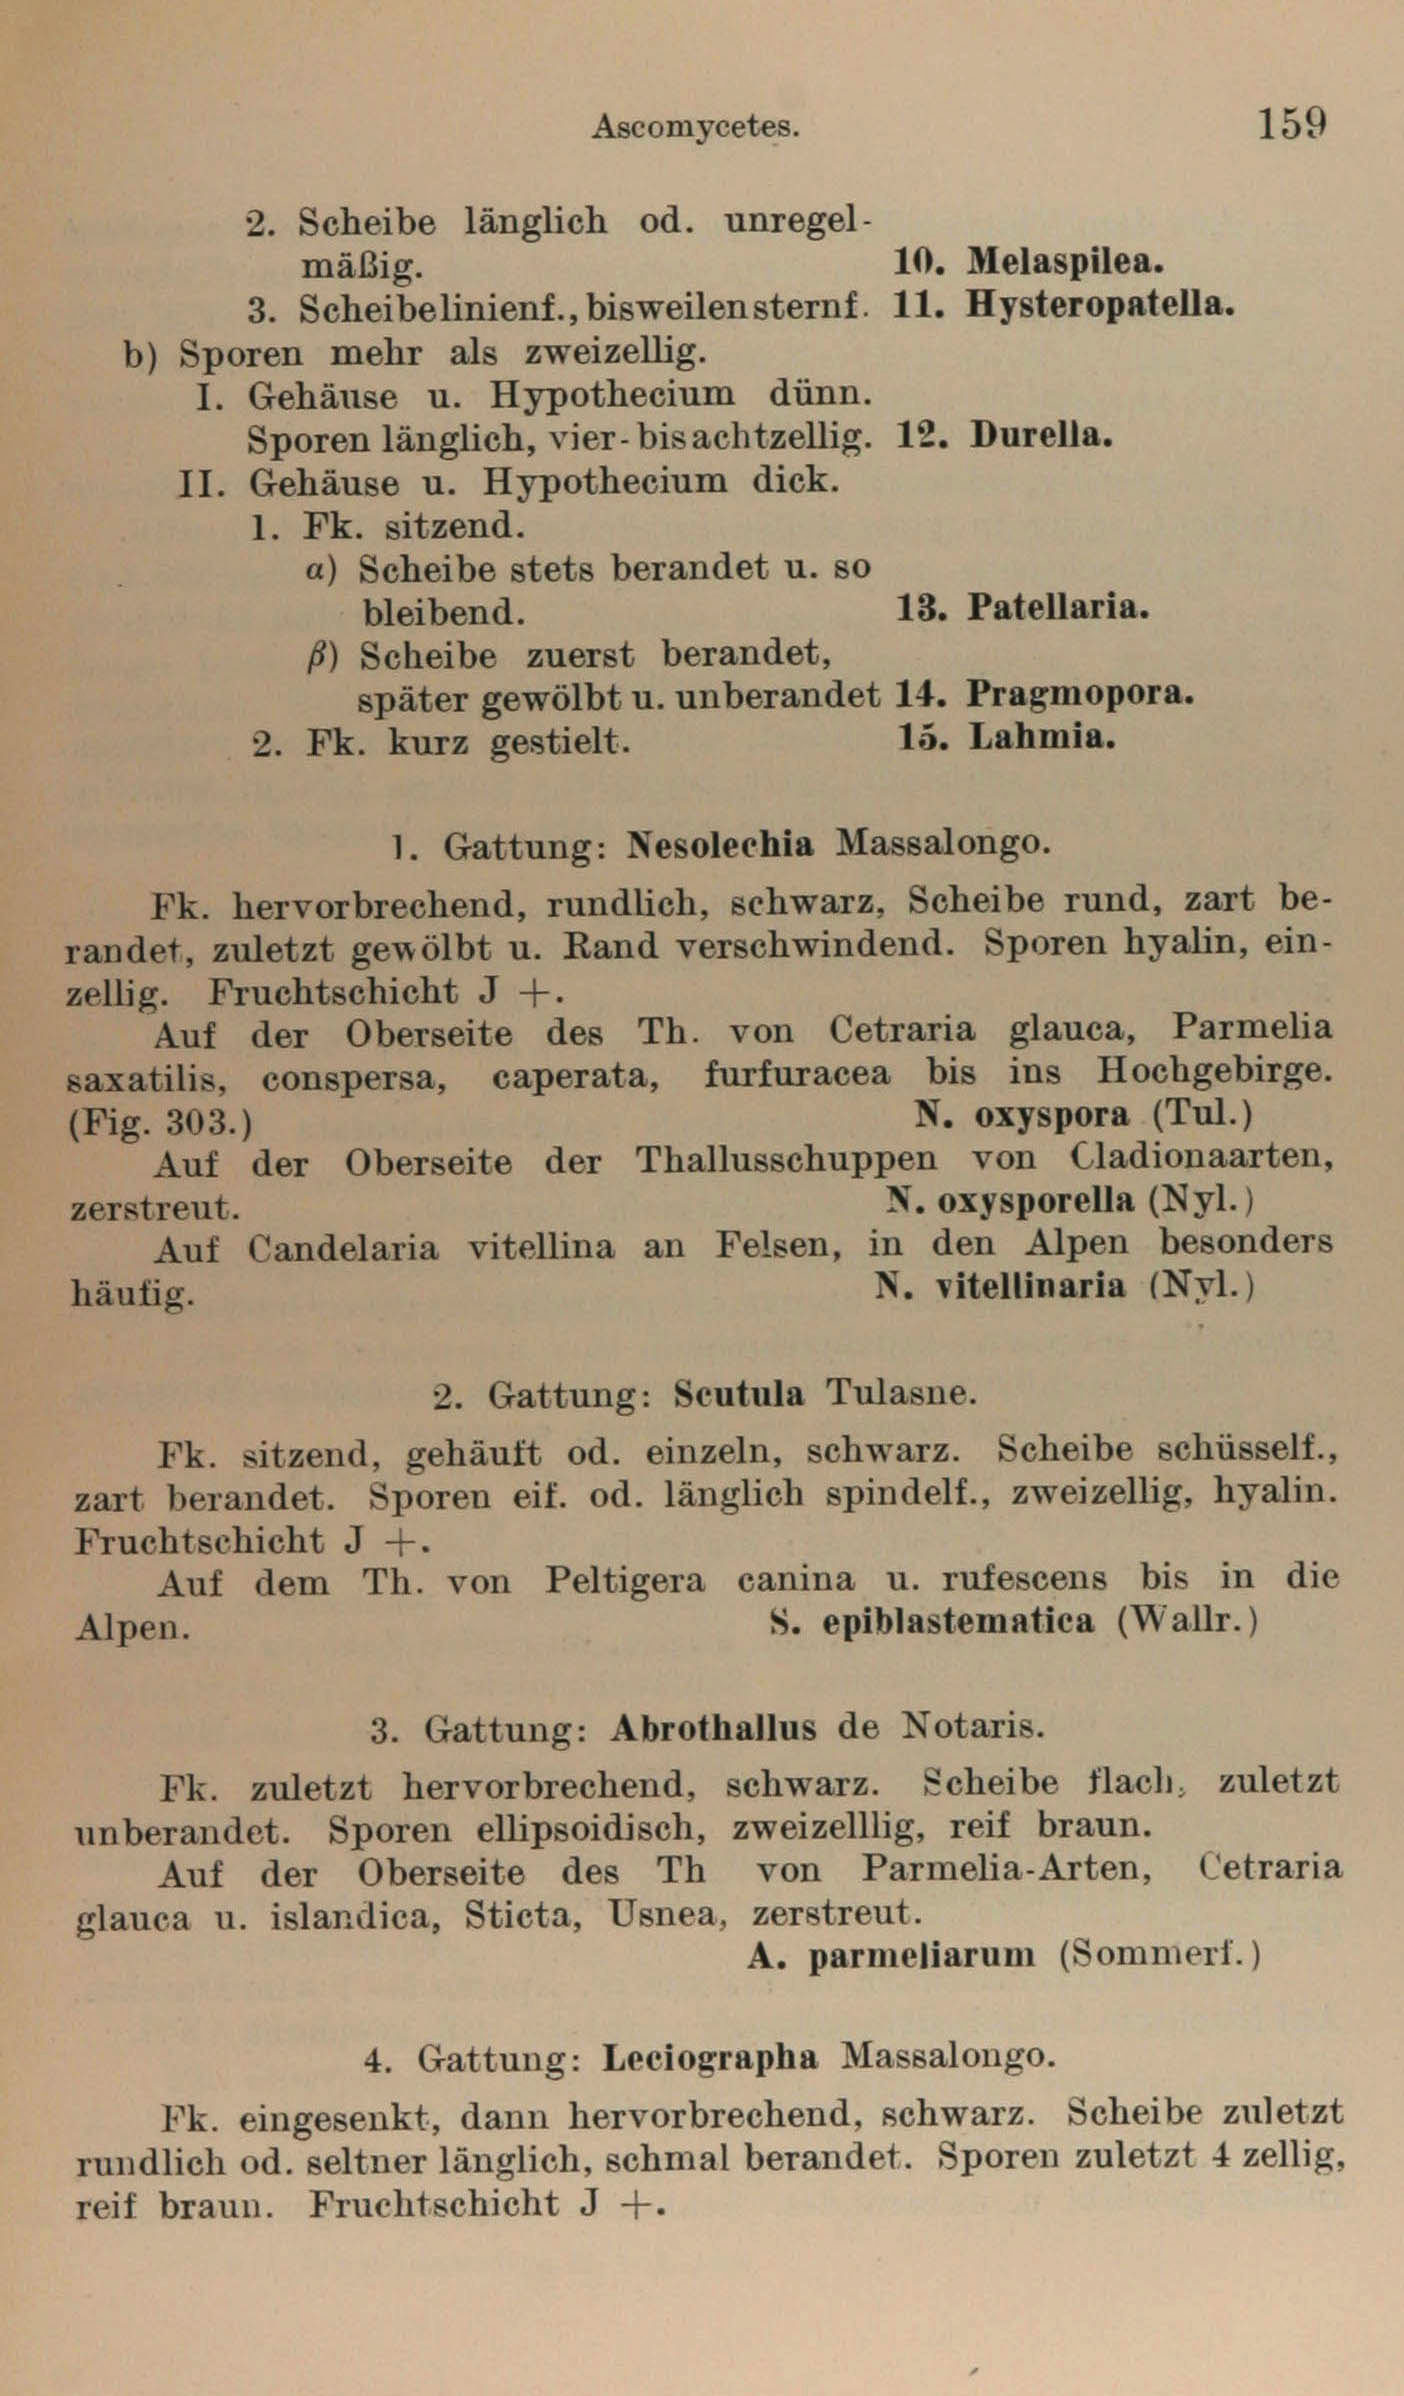 Ascomycetes. 159
2. Scheibe länglich od. unregel-
mäßig. 10. Melaspilea.
3. Scheibe linienf., bisweilen sternf. 11. Hysteropatella.
b) Sporen mehr als zweizellig.
I. Gehäuse u. Hypothecium dünn.
Sporen länglich, vier- bis achtzellig. 12. Durella.
II. Gehäuse u. Hypothecium dick.
1. Fk. sitzend.
α) Scheibe stets berandet u. so
bleibend. 13. Patellaria.
β) Scheibe zuerst berandet,
später gewölbt u. unberandet 14. Pragmopora.
2. Fk. kurz gestielt. 15. Lahmia.
1. Gattung: Nesolechia Massalongo.
Fk. hervorbrechend, rundlich, schwarz, Scheibe rund, zart be-
randet, zuletzt gewölbt u. Rand verschwindend. Sporen hyalin, ein-
zellig. Fruchtschicht J +.
Auf der Oberseite des Th. von Cetraria glauca, Parmelia
saxatilis, conspersa, caperata, furfuracea bis ins Hochgebirge.
(Fig. 303.) N. oxyspora (Tul.)
Auf der Oberseite der Thallusschuppen von Cladionaarten,
zerstreut. N. oxysporella (Nyl.)
Auf Candelaria vitellina an Felsen, in den Alpen besonders
häufig. N. vitellinaria (Nyl.)
2. Gattung: Scutula Tulasne.
Fk. sitzend, gehäuft od. einzeln, schwarz. Scheibe schüsself.,
zart berandet. Sporen eif. od. länglich spindelf., zweizellig, hyalin.
Fruchtschicht J +.
Auf dem Th. von Peltigera canina u. rufescens bis in die
Alpen. S. epiblastematica (Wallr.)
3. Gattung: Abrothallus de Notaris.
Fk. zuletzt hervorbrechend, schwarz. Scheibe flach, zuletzt
unberandet. Sporen ellipsoidisch, zweizelllig, reif braun.
Auf der Oberseite des Th von Parmelia-Arten, Cetraria
glauca u. islandica, Sticta, Usnea, zerstreut.
A. parmeliarum (Sommerf.)
4. Gattung: Leciographa Massalongo.
Fk. eingesenkt, dann hervorbrechend, schwarz. Scheibe zuletzt
rundlich od. seltner länglich, schmal berandet. Sporen zuletzt 4 zellig,
reif braun. Fruchtschicht J +.